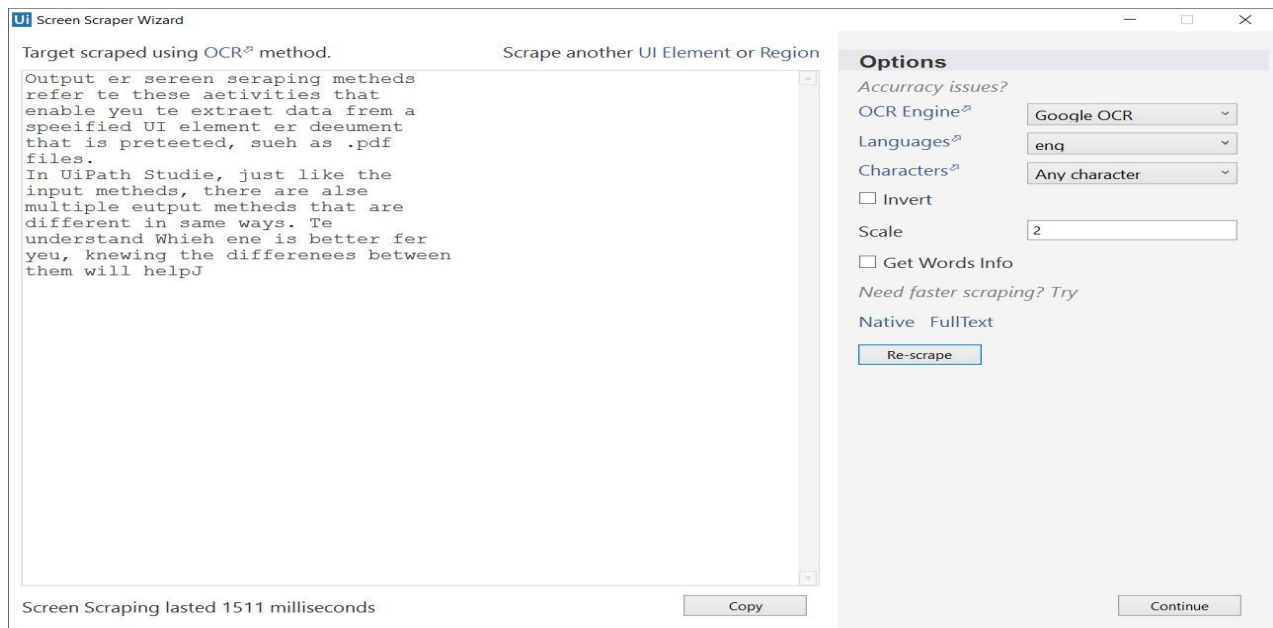 Ui Screen Scraper Wizard
Target scraped using OCR method.
Scrape another UI Element or Region
Output er sereen seraping metheds
refer te these aetivities that
enable yeu te extraet data frem a
speeified UI element er deeument
that is preteeted, sueh as .pdf
files.
In UiPath Studie, just like the
input metheds, there are alse
multiple eutput metheds that are
different in same ways. Te
understand Whieh ene is better fer
yeu, knewing the differenees between
them will helpJ
Screen Scraping lasted 1511 milliseconds
Copy
Options
Accurracy issues?
OCR Engine Google OCR
Languages eng
Characters Any character
Invert
Scale 2
Get Words Info
Need faster scraping? Try
Native FullText
Re-scrape
Continue